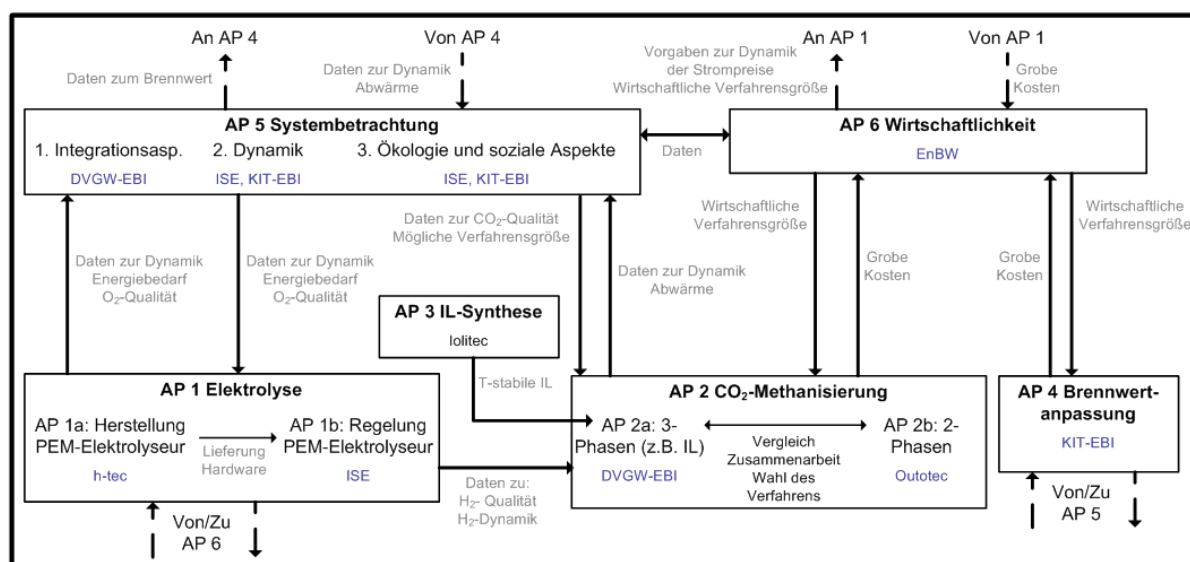 An AP 4
Von AP 4
An AP 1
Von AP 1
Daten zum Brennwert
Daten zur Dynamik
Abwärme
Vorgaben zur Dynamik
der Strompreise
Wirtschaftliche Verfahrensgröße
Grobe
Kosten
AP 5 Systembetrachtung
1. Integrationsasp.
2. Dynamik
3. Ökologie und soziale Aspekte
DVGW-EBI
ISE, KIT-EBI
ISE, KIT-EBI
Daten
AP 6 Wirtschaftlichkeit
EnBW
Daten zur Dynamik
Energiebedarf
O₂-Qualität
Daten zur Dynamik
Energiebedarf
O₂-Qualität
Daten zur CO₂-Qualität
Mögliche Verfahrensgröße
Daten zur Dynamik
Abwärme
Wirtschaftliche
Verfahrensgröße
Grobe
Kosten
Grobe
Kosten
Wirtschaftliche
Verfahrensgröße
AP 3 IL-Synthese
Iolitec
T-stabile IL
AP 1 Elektrolyse
AP 1a: Herstellung
PEM-Elektrolyseur
h-tec
Lieferung
Hardware
AP 1b: Regelung
PEM-Elektrolyseur
ISE
Daten zu:
H₂- Qualität
H₂-Dynamik
AP 2 CO₂-Methanisierung
AP 2a: 3-
Phasen (z.B. IL)
DVGW-EBI
Vergleich
Zusammenarbeit
Wahl des
Verfahrens
AP 2b: 2-
Phasen
Outotec
AP 4 Brennwert-
anpassung
KIT-EBI
Von/Zu
AP 6
Von/Zu
AP 5